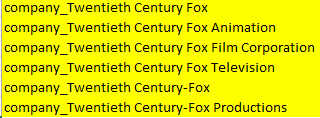 company_Twentieth Century Fox
company_Twentieth Century Fox Animation
company_Twentieth Century Fox Film Corporation
company_Twentieth Century Fox Television
company_Twentieth Century-Fox
company_Twentieth Century-Fox Productions